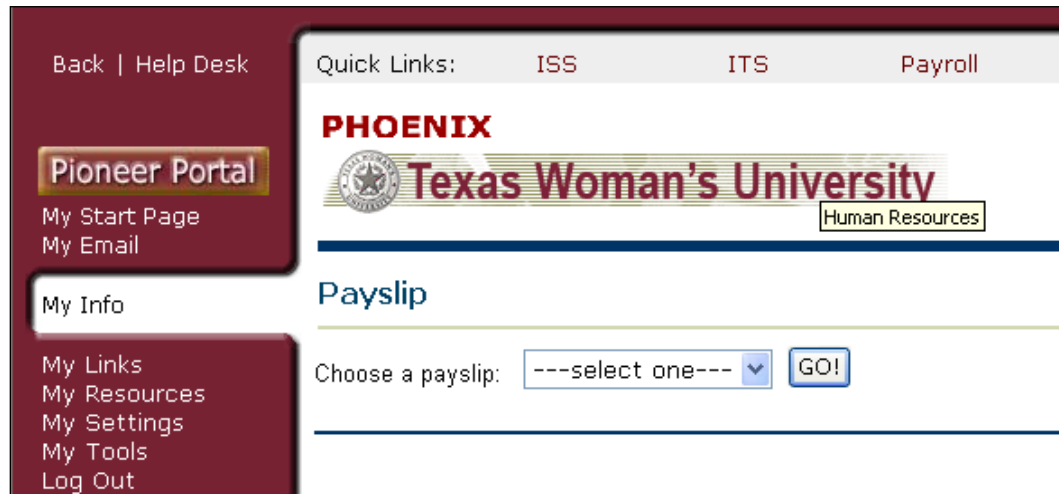 Back | Help Desk
Quick Links: ISS ITS Payroll
PHOENIX
Pioneer Portal
Texas Woman's University
Human Resources
My Start Page
My Email
My Info
My Links
My Resources
My Settings
My Tools
Log Out
Payslip
Choose a payslip: ---select one--- GO!